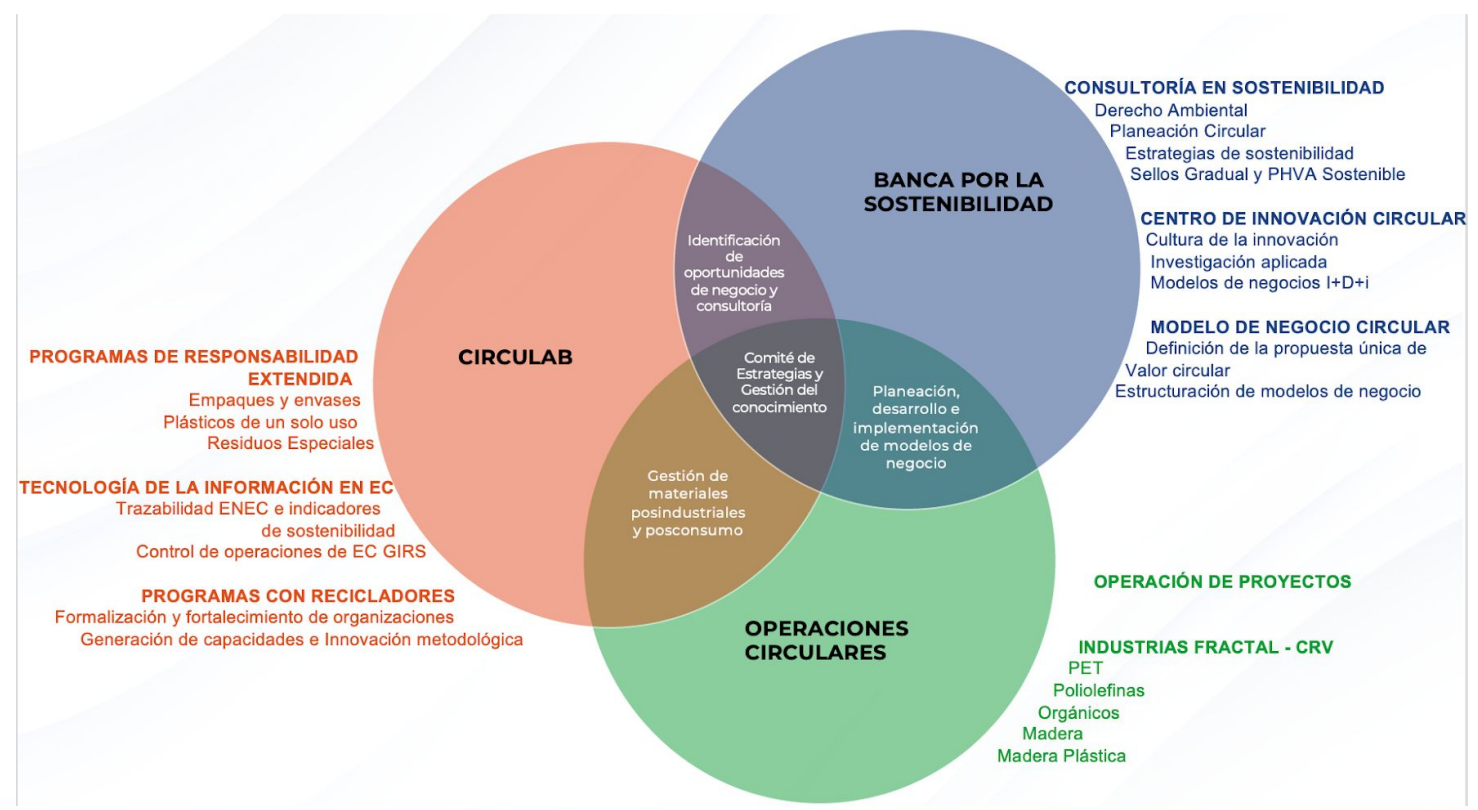 CONSULTORÍA EN SOSTENIBILIDAD
Derecho Ambiental
Planeación Circular
Estrategias de sostenibilidad
Sellos Gradual y PHVA Sostenible
BANCA POR LA
SOSTENIBILIDAD
CENTRO DE INNOVACIÓN CIRCULAR
Cultura de la innovación
Investigación aplicada
Modelos de negocios I+D+i
MODELO DE NEGOCIO CIRCULAR
Definición de la propuesta única de
Valor circular
Estructuración de modelos de negocio
Identificación
de
oportunidades
de negocio y
consultoría
CIRCULAB
Comité de
Estrategias y
Gestión del
conocimiento
Planeación,
desarrollo e
implementación
de modelos de
negocio
Gestión de
materiales
posindustriales
y posconsumo
PROGRAMAS DE RESPONSABILIDAD
EXTENDIDA
Empaques y envases
Plásticos de un solo uso
Residuos Especiales
TECNOLOGÍA DE LA INFORMACIÓN EN EC
Trazabilidad ENEC e indicadores
de sostenibilidad
Control de operaciones de EC GIRS
PROGRAMAS CON RECICLADORES
Formalización y fortalecimiento de organizaciones
Generación de capacidades e Innovación metodológica
OPERACIONES
CIRCULARES
OPERACIÓN DE PROYECTOS
INDUSTRIAS FRACTAL - CRV
PET
Poliolefinas
Orgánicos
Madera
Madera Plástica